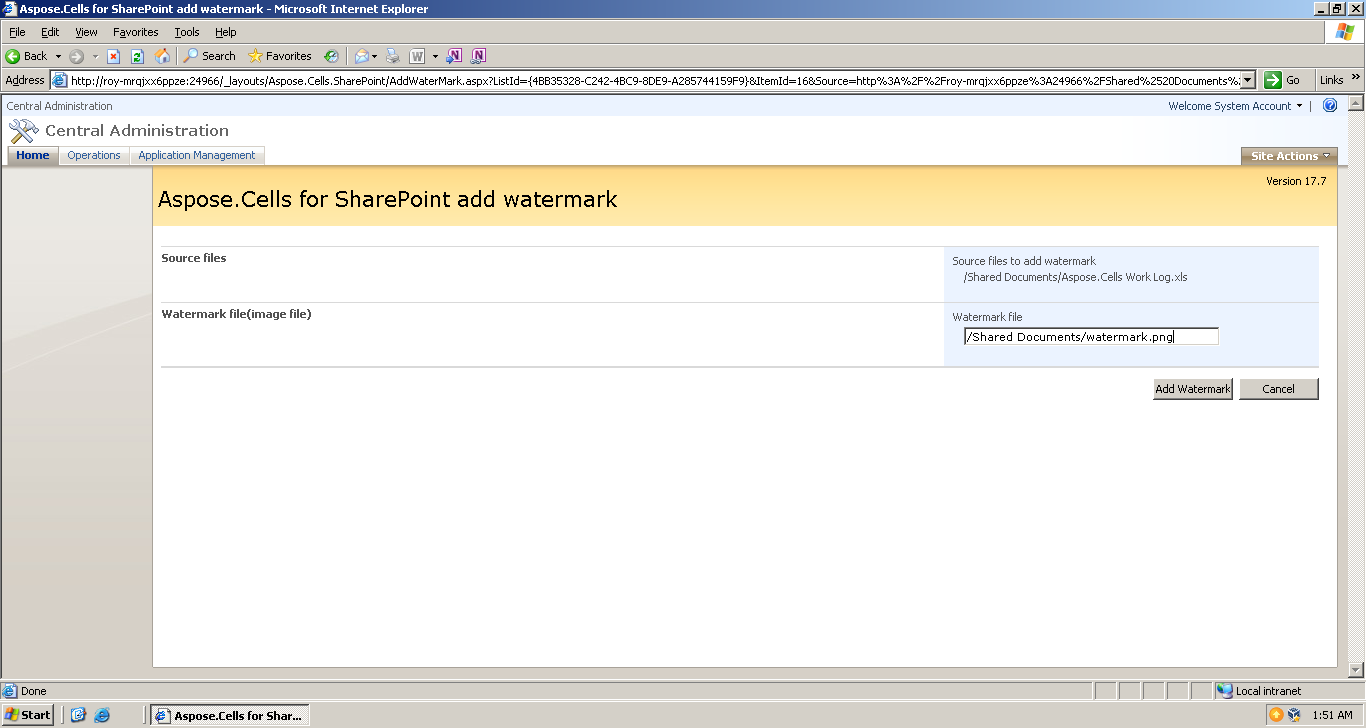 Aspose.Cells for SharePoint add watermark - Microsoft Internet Explorer
File Edit View Favorites Tools Help
Back Search Favorites W N N
Address http://roy-mrqjxx6ppze:24966/_layouts/Aspose.Cells.SharePoint/AddWaterMark.aspx?ListId={4BB35328-C242-4BC9-8DE9-A285744159F9}&ItemId=16&Source=http%3A%2F%2Froy-mrqjxx6ppze%3A24966%2FShared%2520Documents% Go Links »
Central Administration Welcome System Account
Central Administration
Home Operations Application Management Site Actions
Version 17.7
Aspose.Cells for SharePoint add watermark
Source files
Source files to add watermark
/Shared Documents/Aspose.Cells Work Log.xls
Watermark file(image file)
Watermark file
/Shared Documents/watermark.png
Add Watermark Cancel
Done Local intranet
Start Aspose.Cells for Shar... 1:51 AM